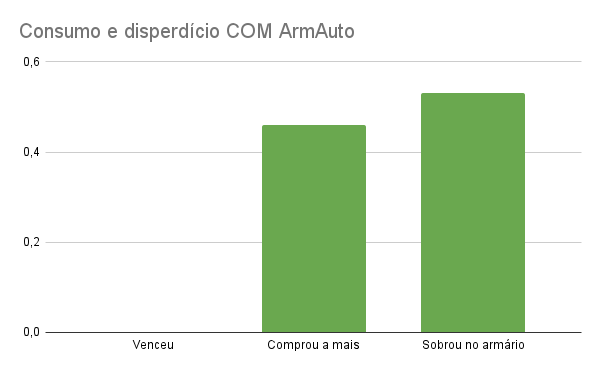 Consumo e disperdício COM ArmAuto
0,6
0,4
0,2
0,0
Venceu Comprou a mais Sobrou no armário